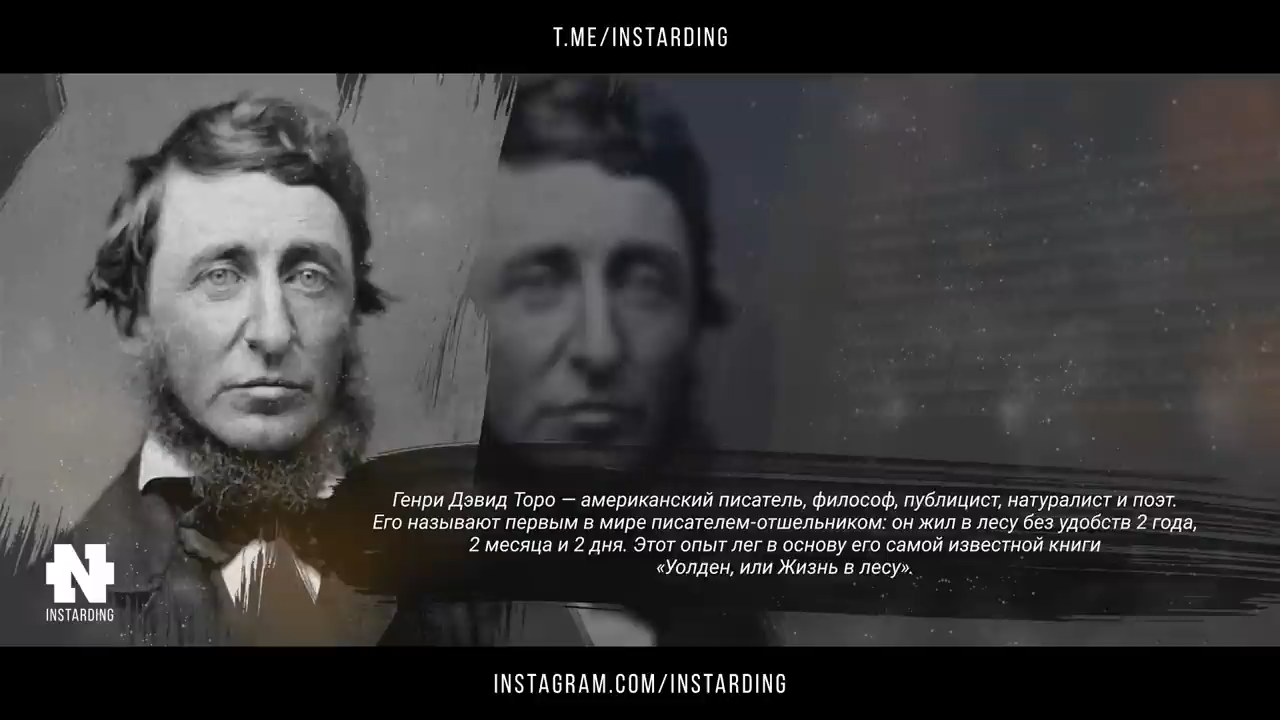 T.ME/INSTARDING
Генри Дэвид Торо — американский писатель, философ, публицист, натуралист и поэт.
Его называют первым в мире писателем-отшельником: он жил в лесу без удобств 2 года,
2 месяца и 2 дня. Этот опыт лег в основу его самой известной книги
«Уолден, или Жизнь в лесу».
N
INSTARDING
INSTAGRAM.COM/INSTARDING